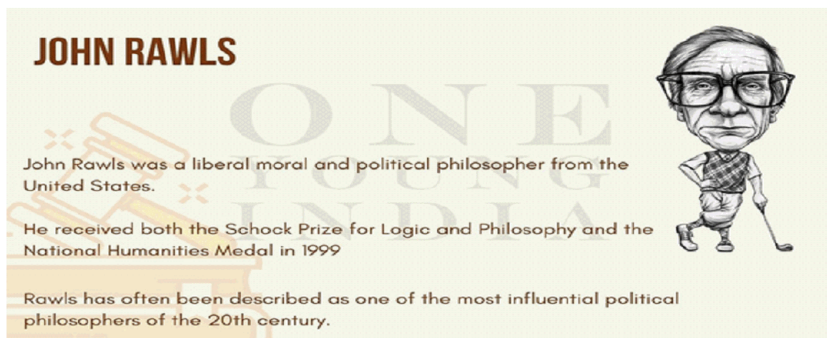 JOHN RAWLS
ONE
YOUNG
INDIA
John Rawls was a liberal moral and political philosopher from the
United States.
He received both the Schock Prize for Logic and Philosophy and the
National Humanities Medal in 1999
Rawls has often been described as one of the most influential political
philosophers of the 20th century.